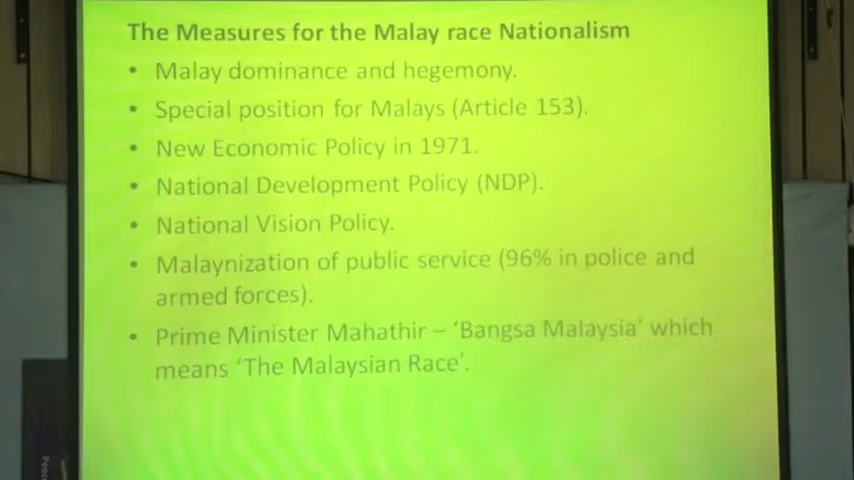 The Measures for the Malay race Nationalism
• Malay dominance and hegemony.
• Special position for Malays (Article 153).
• New Economic Policy in 1971.
• National Development Policy (NDP).
• National Vision Policy.
• Malaynization of public service (96% in police and
armed forces).
• Prime Minister Mahathir – ‘Bangsa Malaysia’ which
means ‘The Malaysian Race’.